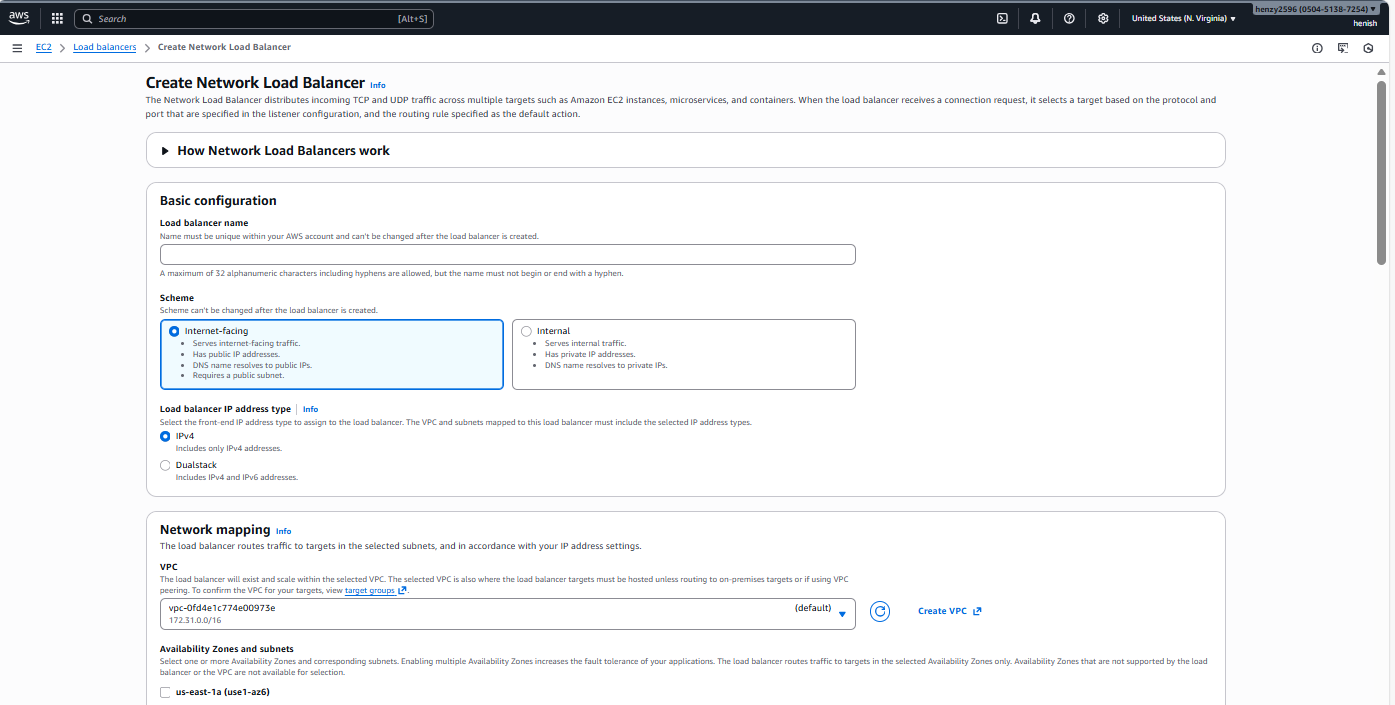 aws
Search [Alt+S]
United States (N. Virginia)
henzy2596 (0504-5138-7254)
henish
EC2 Load balancers Create Network Load Balancer
Create Network Load Balancer Info
The Network Load Balancer distributes incoming TCP and UDP traffic across multiple targets such as Amazon EC2 instances, microservices, and containers. When the load balancer receives a connection request, it selects a target based on the protocol and
port that are specified in the listener configuration, and the routing rule specified as the default action.
How Network Load Balancers work
Basic configuration
Load balancer name
Name must be unique within your AWS account and can't be changed after the load balancer is created.
A maximum of 32 alphanumeric characters including hyphens are allowed, but the name must not begin or end with a hyphen.
Scheme
Scheme can't be changed after the load balancer is created.
Internet-facing
• Serves internet-facing traffic.
• Has public IP addresses.
• DNS name resolves to public IPs.
• Requires a public subnet.
Internal
• Serves internal traffic.
• Has private IP addresses.
• DNS name resolves to private IPs.
Load balancer IP address type Info
Select the front-end IP address type to assign to the load balancer. The VPC and subnets mapped to this load balancer must include the selected IP address types.
IPv4
Includes only IPv4 addresses.
Dualstack
Includes IPv4 and IPv6 addresses.
Network mapping Info
The load balancer routes traffic to targets in the selected subnets, and in accordance with your IP address settings.
VPC
The load balancer will exist and scale within the selected VPC. The selected VPC is also where the load balancer targets must be hosted unless routing to on-premises targets or if using VPC
peering. To confirm the VPC for your targets, view target groups.
vpc-0fd4e1c774e00973e (default)
172.31.0.0/16
Create VPC
Availability Zones and subnets
Select one or more Availability Zones and corresponding subnets. Enabling multiple Availability Zones increases the fault tolerance of your applications. The load balancer routes traffic to targets in the selected Availability Zones only. Availability Zones that are not supported by the load
balancer or the VPC are not available for selection.
us-east-1a (use1-az6)